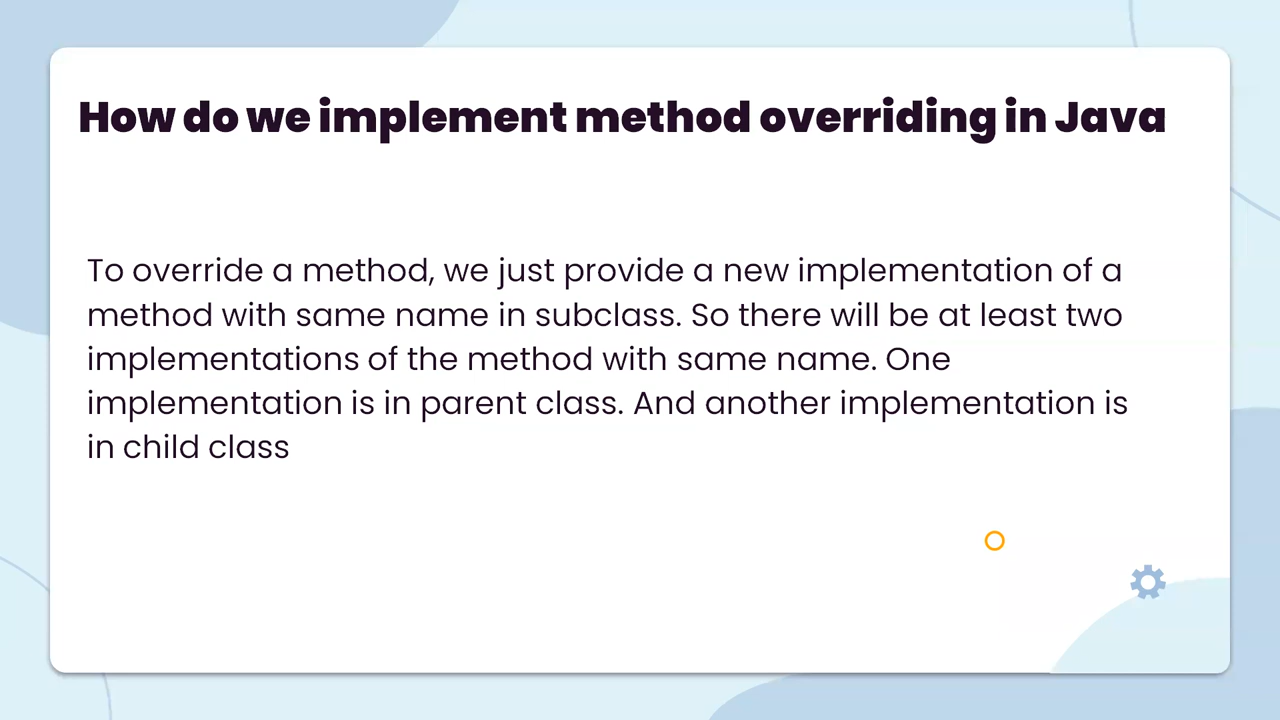 How do we implement method overriding in Java
To override a method, we just provide a new implementation of a
method with same name in subclass. So there will be at least two
implementations of the method with same name. One
implementation is in parent class. And another implementation is
in child class